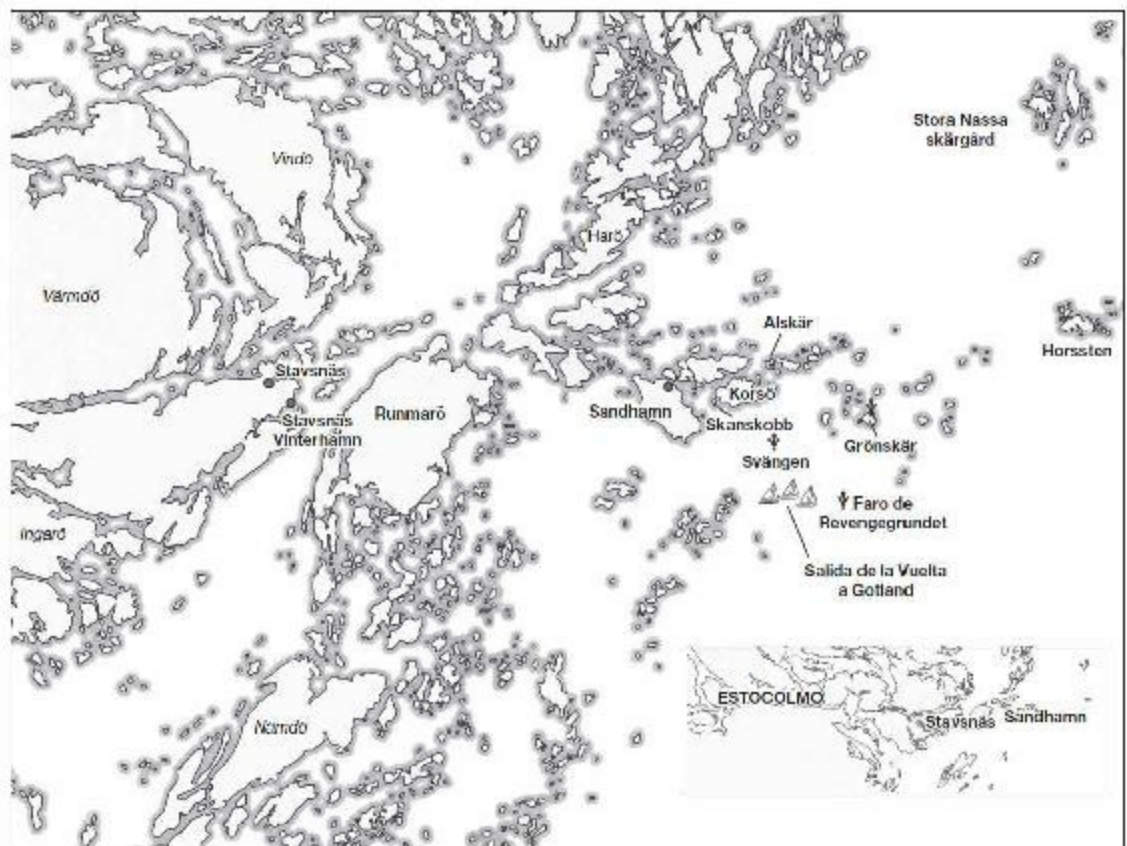 Stora Nassa
skärgård
Vindö
Harö
Värmdö
Alskär
Horssten
Stavsnäs
Korsö
Runmarö
Sandhamn
Stavsnäs
Vinterhamn
Skanskobb
Grönskär
Svängen
Faro de
Revengegrundet
Ingarö
Salida de la Vuelta
a Gotland
ESTOCOLMO
Stavsnäs
Sandhamn
Namdö